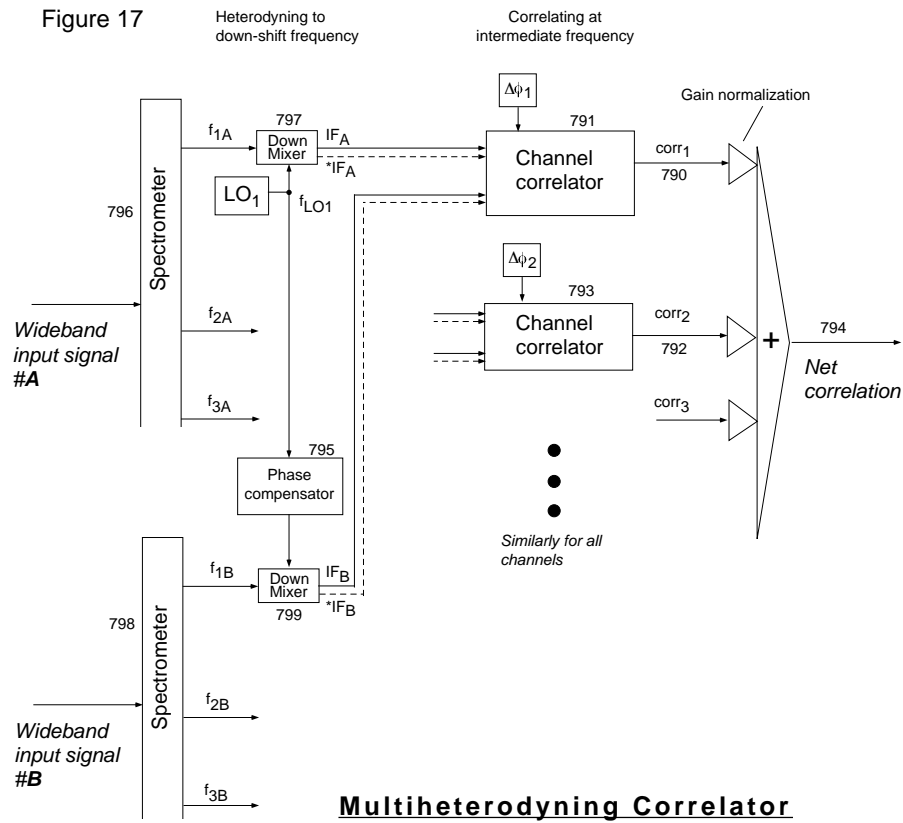 Figure 17
Heterodyning to
down-shift frequency
Correlating at
intermediate frequency
Δϕ1
Gain normalization
797
791
f1A
Down
Mixer
IFA
*IFA
Channel
correlator
corr1
790
LO1
fLO1
796
Spectrometer
Δϕ2
793
Wideband
input signal
#A
f2A
Channel
correlator
corr2
792
+
794
Net
correlation
f3A
corr3
795
Phase
compensator
Similarly for all
channels
f1B
Down
Mixer
IFB
*IFB
799
798
Spectrometer
Wideband
input signal
#B
f2B
f3B
Multiheterodyning Correlator